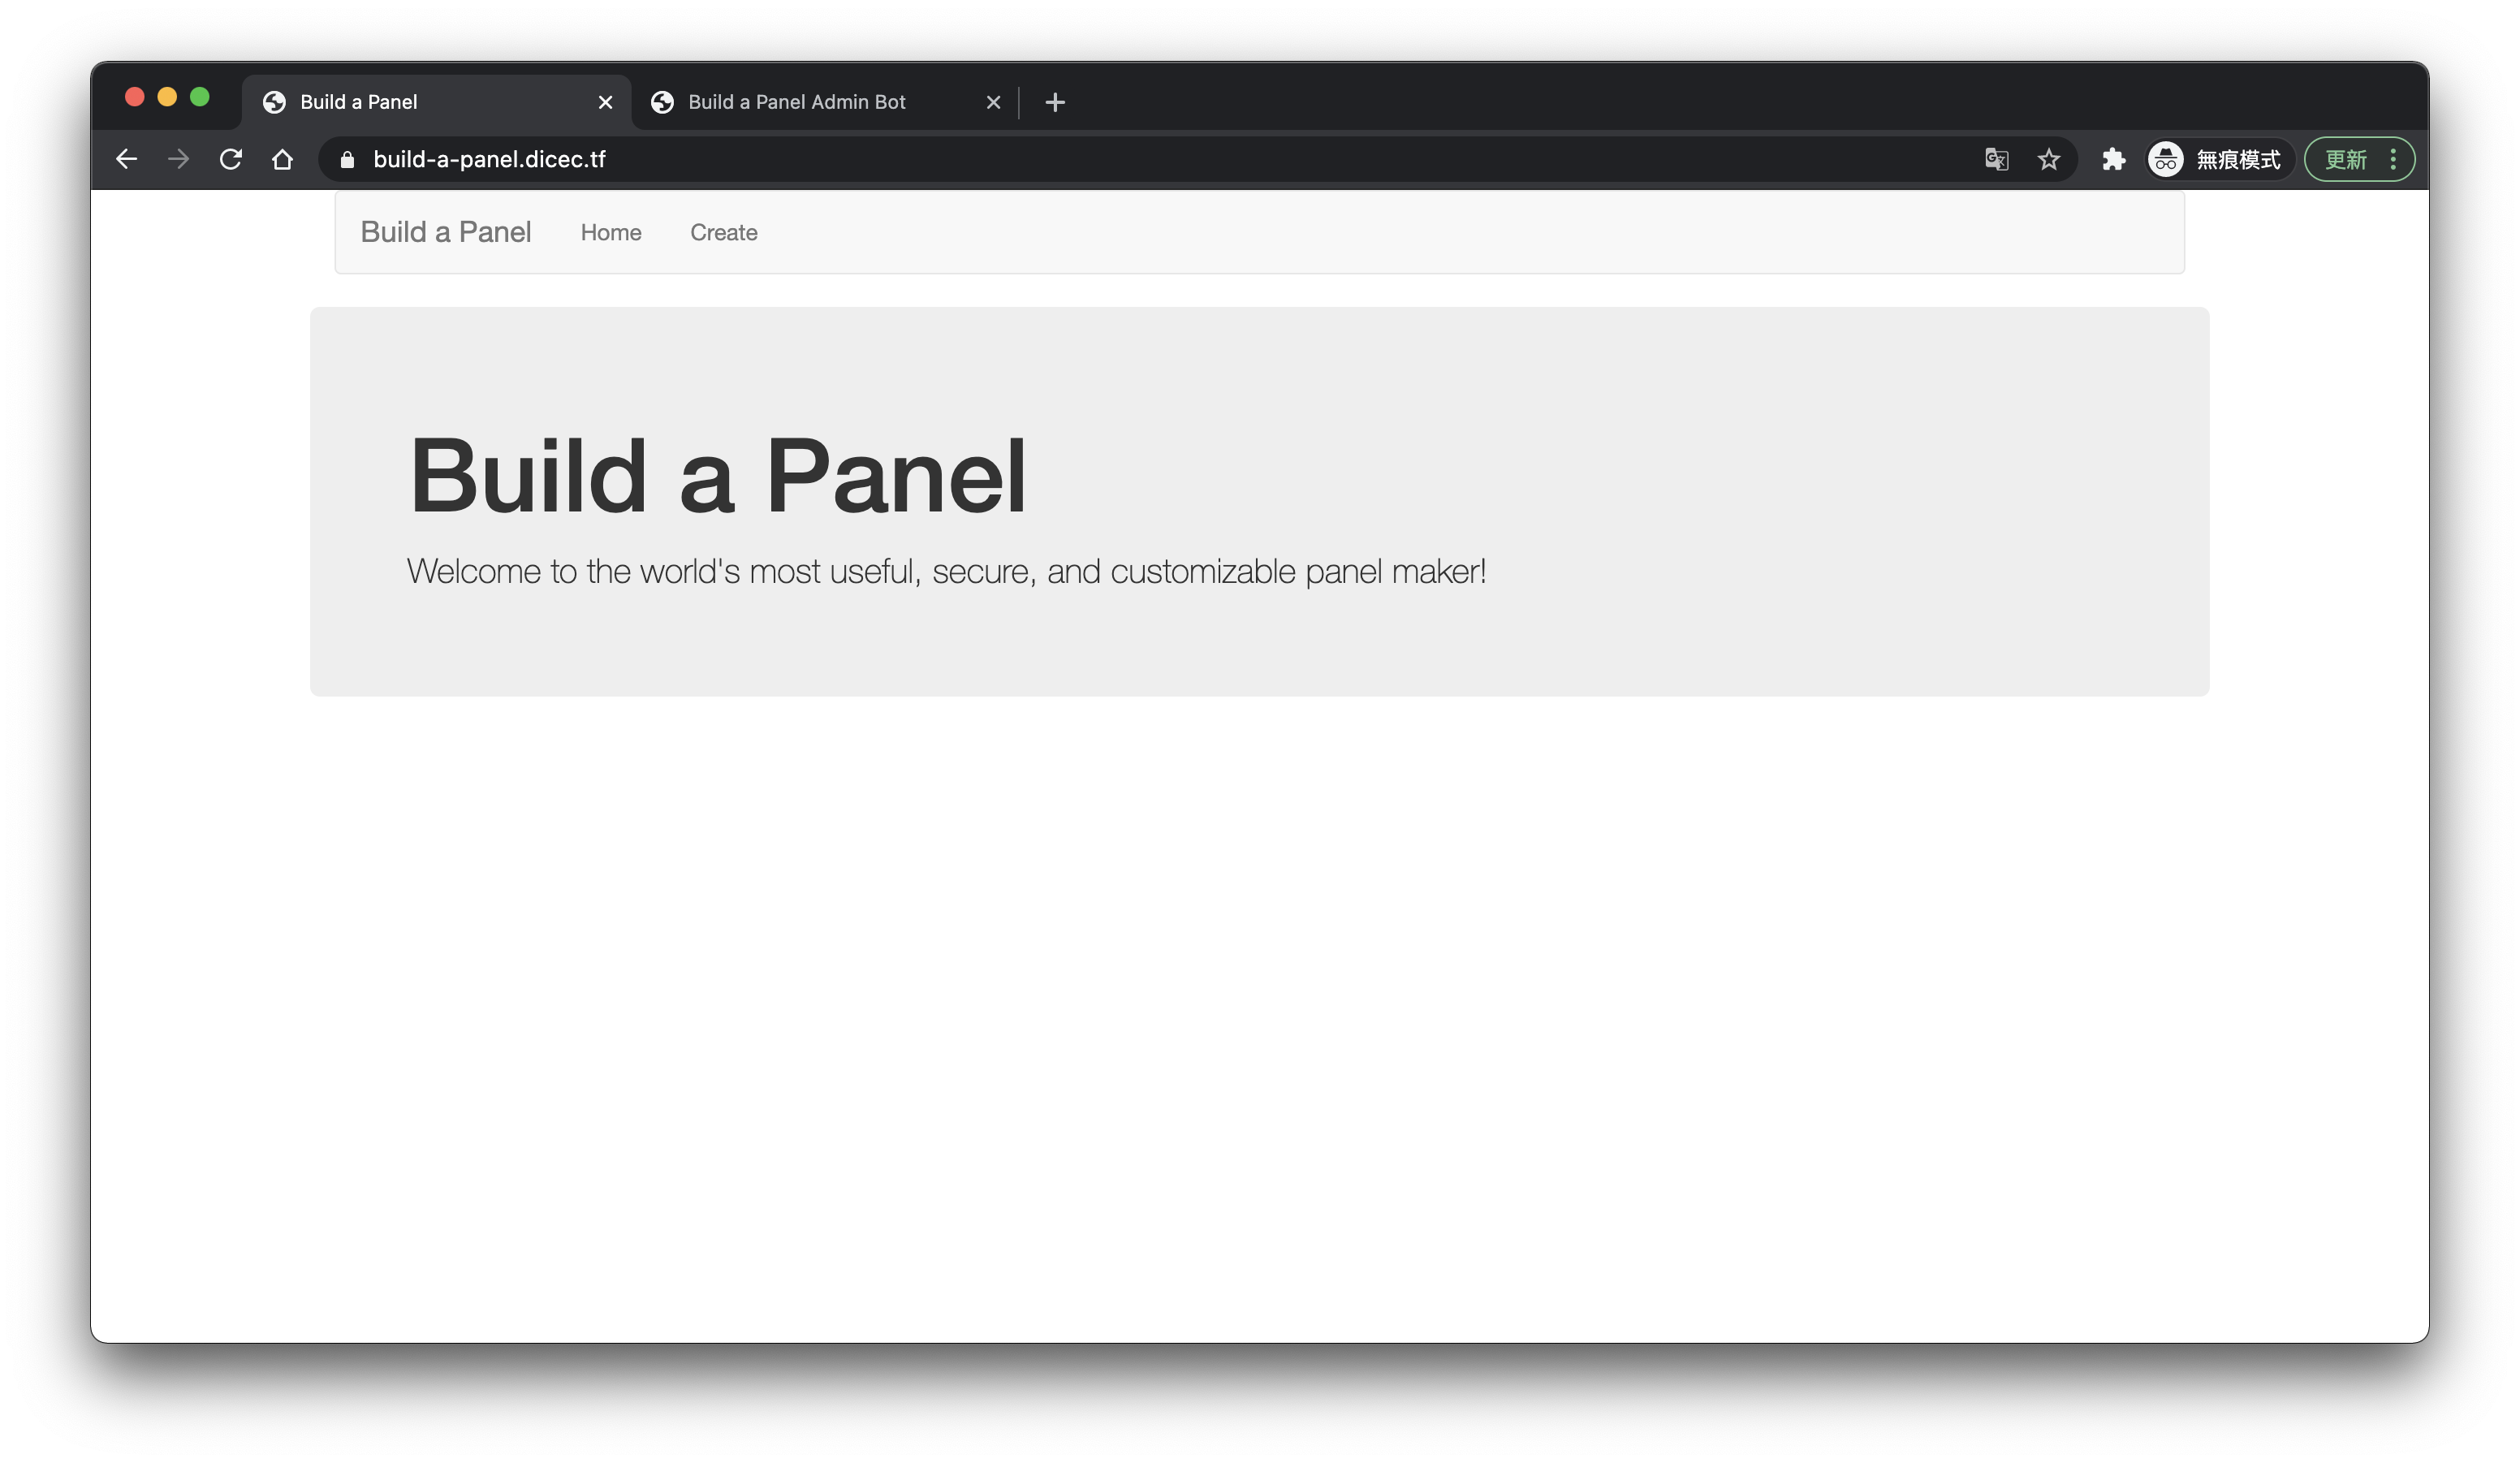 Build a Panel
Build a Panel Admin Bot
build-a-panel.dicec.tf
無痕模式
更新
Build a Panel Home Create
Build a Panel
Welcome to the world's most useful, secure, and customizable panel maker!